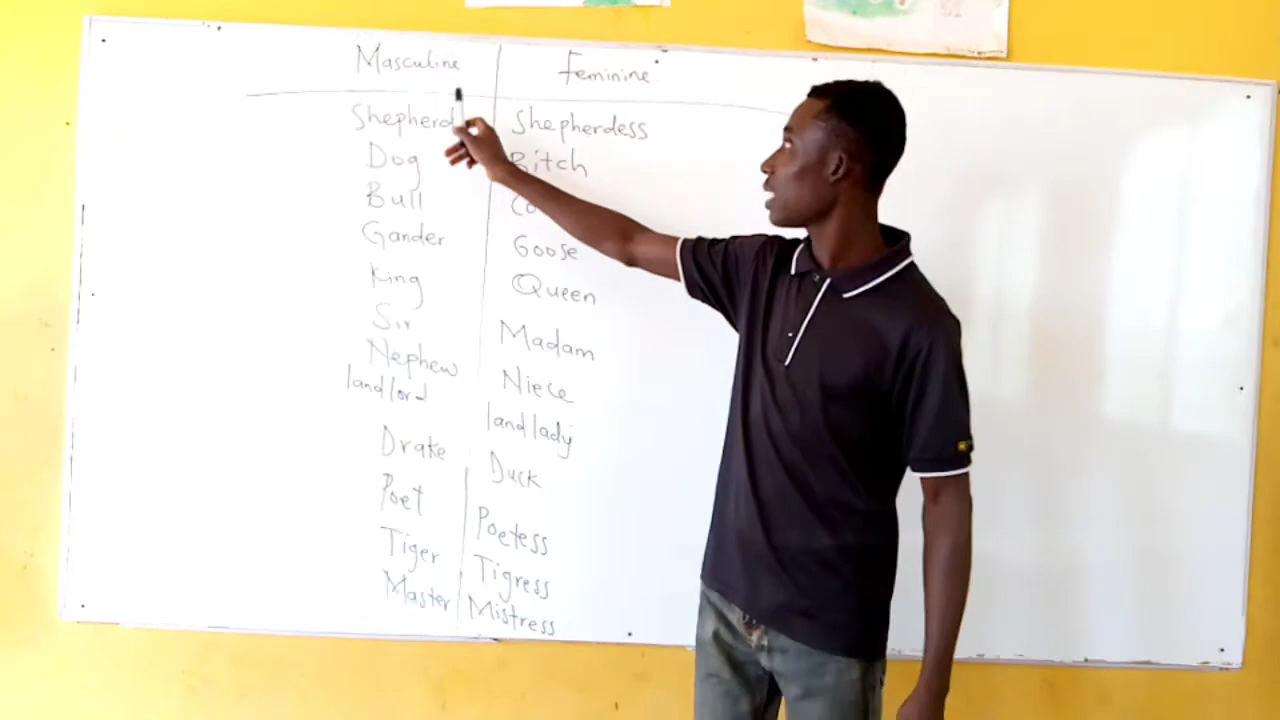 Masculine Feminine
Shepherd Shepherdess
Dog Bitch
Bull Co
Gander Goose
King Queen
Sir Madam
Nephew Niece
landlord landlady
Drake Duck
Poet Poetess
Tiger Tigress
Master Mistress